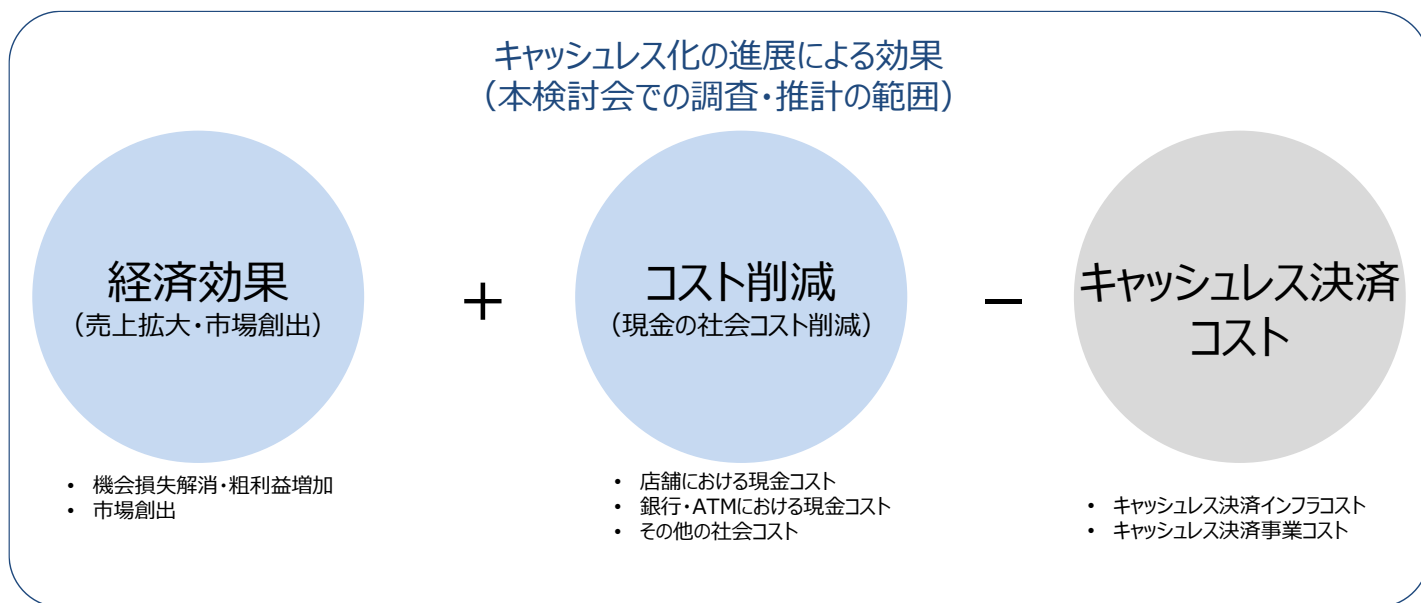 キャッシュレス化の進展による効果
（本検討会での調査・推計の範囲）
経済効果
（売上拡大・市場創出）
＋
コスト削減
（現金の社会コスト削減）
－
キャッシュレス決済
コスト
• 機会損失解消・粗利益増加
• 市場創出
• 店舗における現金コスト
• 銀行・ATMにおける現金コスト
• その他の社会コスト
• キャッシュレス決済インフラコスト
• キャッシュレス決済事業コスト